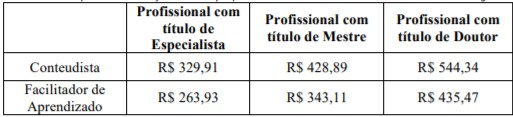 Profissional com título de Especialista
Profissional com título de Mestre
Profissional com título de Doutor
Conteudista R$ 329,91 R$ 428,89 R$ 544,34
Facilitador de Aprendizado R$ 263,93 R$ 343,11 R$ 435,47